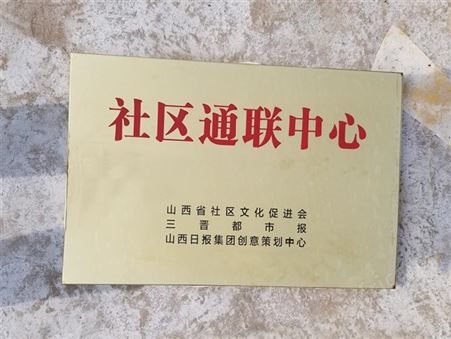 社区通联中心
山西省社区文化促进会
三晋都市报
山西日报集团创意策划中心